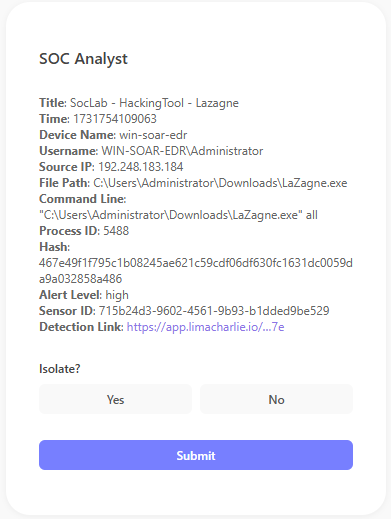 SOC Analyst
Title: SocLab - HackingTool - Lazagne
Time: 1731754109063
Device Name: win-soar-edr
Username: WIN-SOAR-EDR\Administrator
Source IP: 192.248.183.184
File Path: C:\Users\Administrator\Downloads\LaZagne.exe
Command Line:
"C:\Users\Administrator\Downloads\LaZagne.exe" all
Process ID: 5488
Hash:
467e49f1f795c1b08245ae621c59cdf06df630fc1631dc0059d
a9a032858a486
Alert Level: high
Sensor ID: 715b24d3-9602-4561-9b93-b1dded9be529
Detection Link: https://app.limacharlie.io/...7e
Isolate?
Yes No
Submit